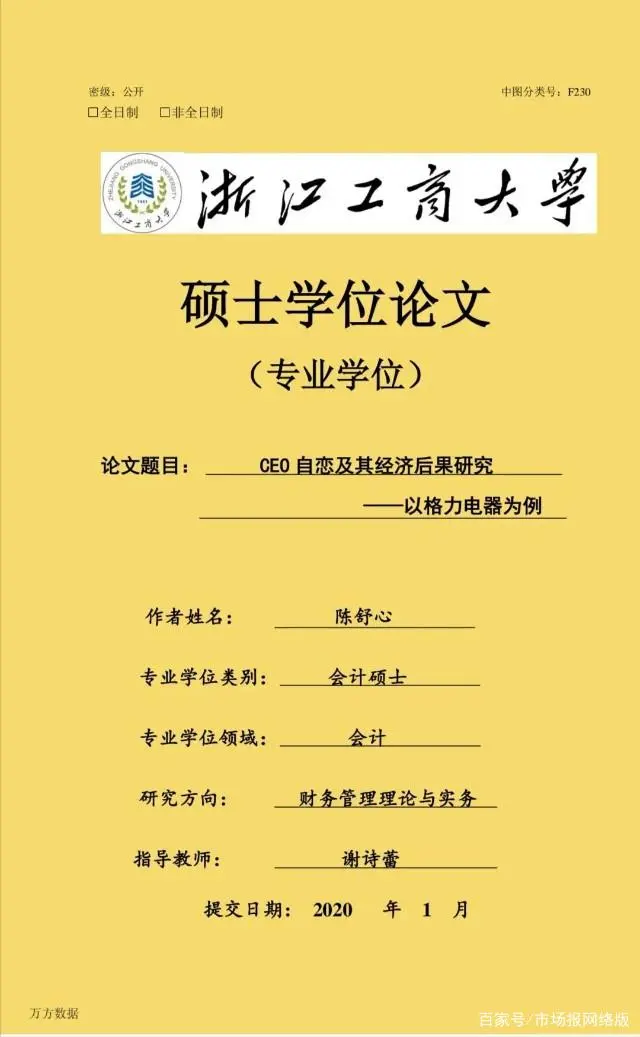 密级：公开 中图分类号：F230
□全日制 □非全日制
ZHEJIANG GONGSHANG UNIVERSITY
1911
浙江工商大学
浙江工商大學
硕士学位论文
（专业学位）
论文题目： CEO 自恋及其经济后果研究
——以格力电器为例
作者姓名： 陈舒心
专业学位类别： 会计硕士
专业学位领域： 会计
研究方向： 财务管理理论与实务
指导教师： 谢诗蕾
提交日期： 2020 年 1 月
万方数据
百家号/市场报网络版